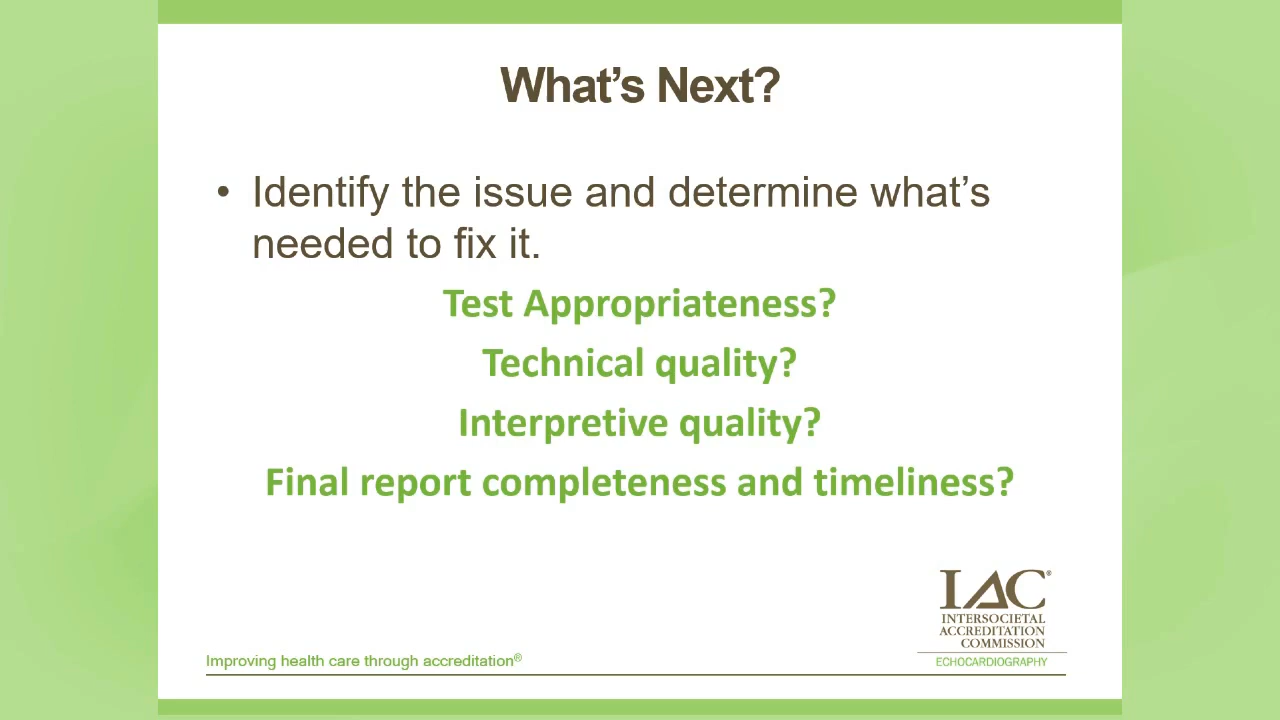 What's Next?
• Identify the issue and determine what's
needed to fix it.
Test Appropriateness?
Technical quality?
Interpretive quality?
Final report completeness and timeliness?
IAC®
INTERSOCIETAL
ACCREDITATION
COMMISSION
ECHOCARDIOGRAPHY
Improving health care through accreditation®